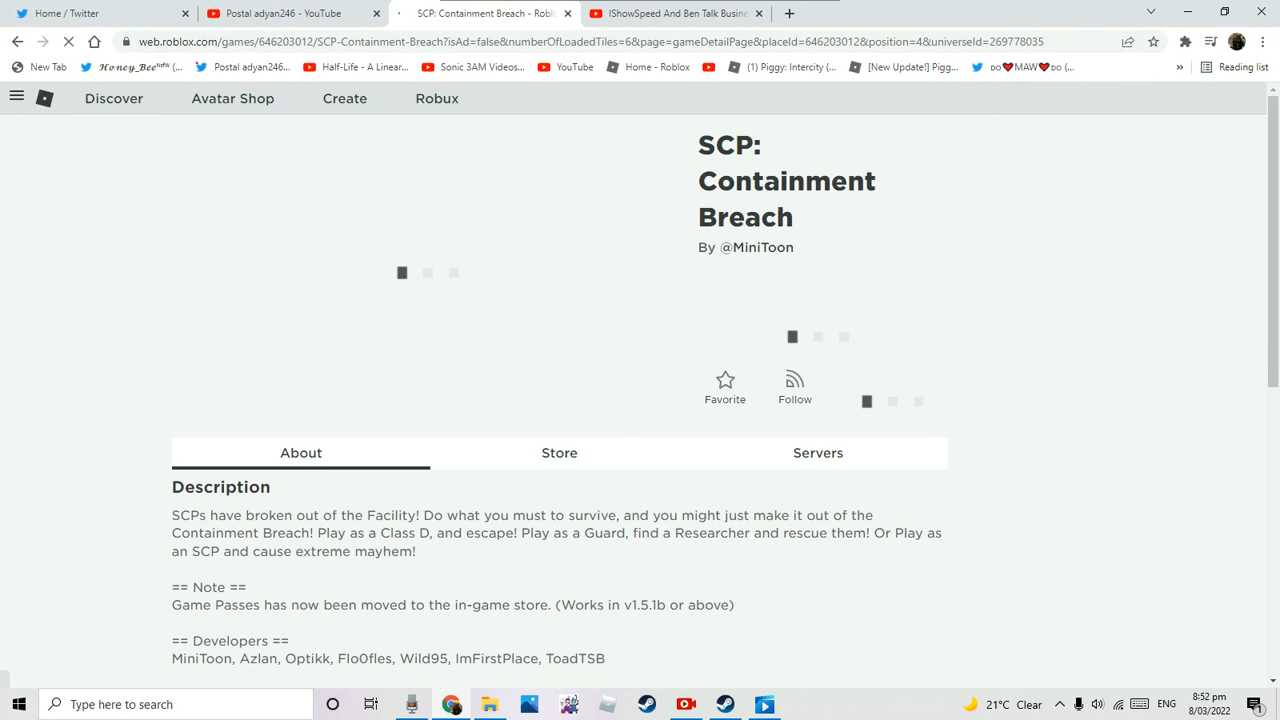 Home / Twitter
Postal adyan246 - YouTube
SCP: Containment Breach - Roblo
IShowSpeed And Ben Talk Busine
web.roblox.com/games/646203012/SCP-Containment-Breach?isAd=false&numberOfLoadedTiles=6&page=gameDetailPage&placeId=646203012&position=4&universeId=269778035
New Tab
Postal adyan246...
Half-Life - A Linear...
Sonic 3AM Videos...
YouTube
Home - Roblox
(1) Piggy: Intercity (...
[New Update!] Pigg...
DO❤️MAW❤️DO (...
»
Reading list
Discover
Avatar Shop
Create
Robux
SCP:
Containment
Breach
By @MiniToon
Favorite
Follow
About
Store
Servers
Description
SCPs have broken out of the Facility! Do what you must to survive, and you might just make it out of the
Containment Breach! Play as a Class D, and escape! Play as a Guard, find a Researcher and rescue them! Or Play as
an SCP and cause extreme mayhem!
== Note ==
Game Passes has now been moved to the in-game store. (Works in v1.5.1b or above)
== Developers ==
MiniToon, Azlan, Optikk, Flo0fles, Wild95, ImFirstPlace, ToadTSB
Type here to search
21°C Clear
ENG
8:52 pm
8/03/2022
1